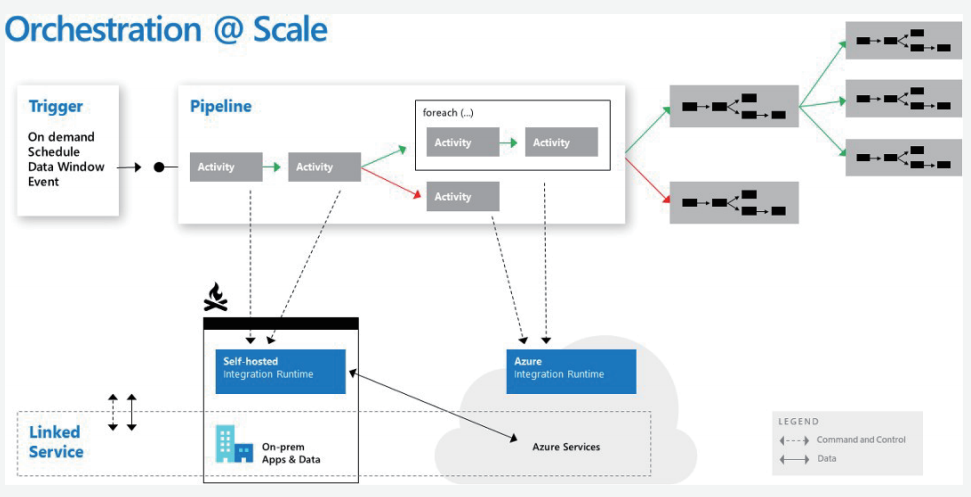 Orchestration @ Scale
Trigger
On demand
Schedule
Data Window
Event
Pipeline
Activity
Activity
foreach (...)
Activity
Activity
Activity
Self-hosted
Integration Runtime
Azure
Integration Runtime
Linked
Service
On-prem
Apps & Data
Azure Services
LEGEND
Command and Control
Data